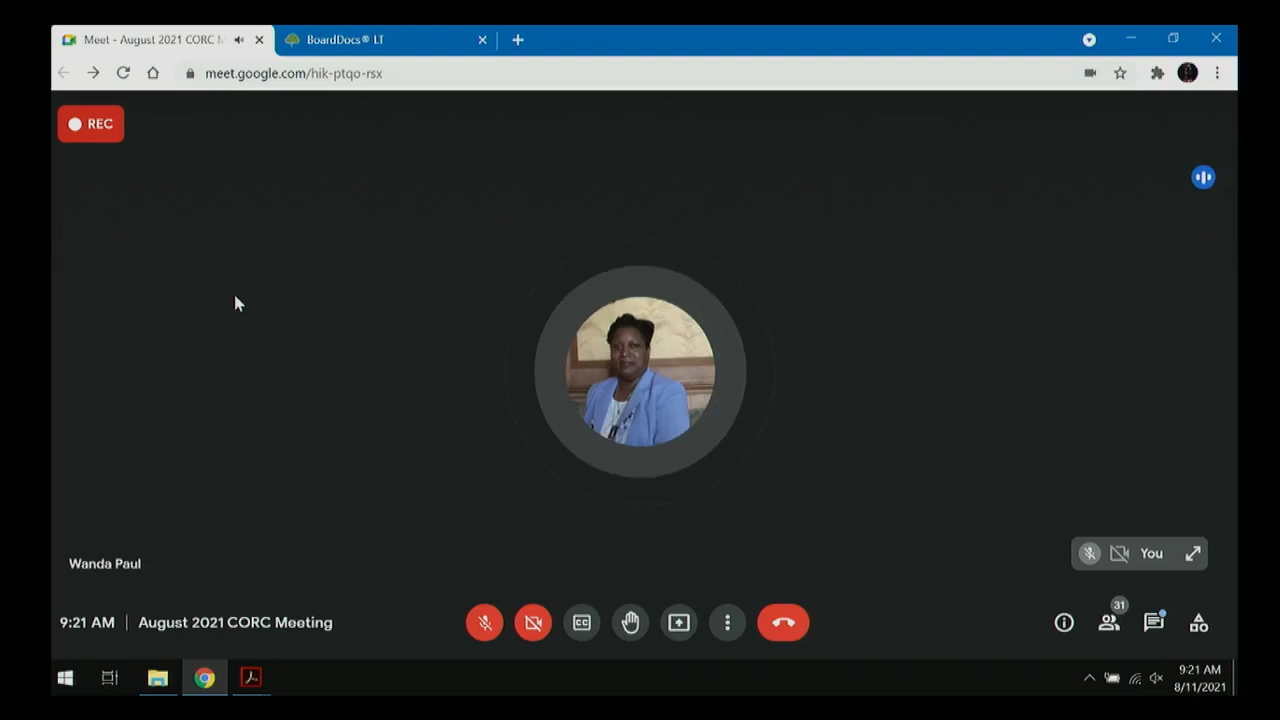 Meet - August 2021 CORC M
BoardDocs® LT
meet.google.com/hik-ptqo-rsx
REC
Wanda Paul
You
9:21 AM | August 2021 CORC Meeting
CC
31
9:21 AM
8/11/2021